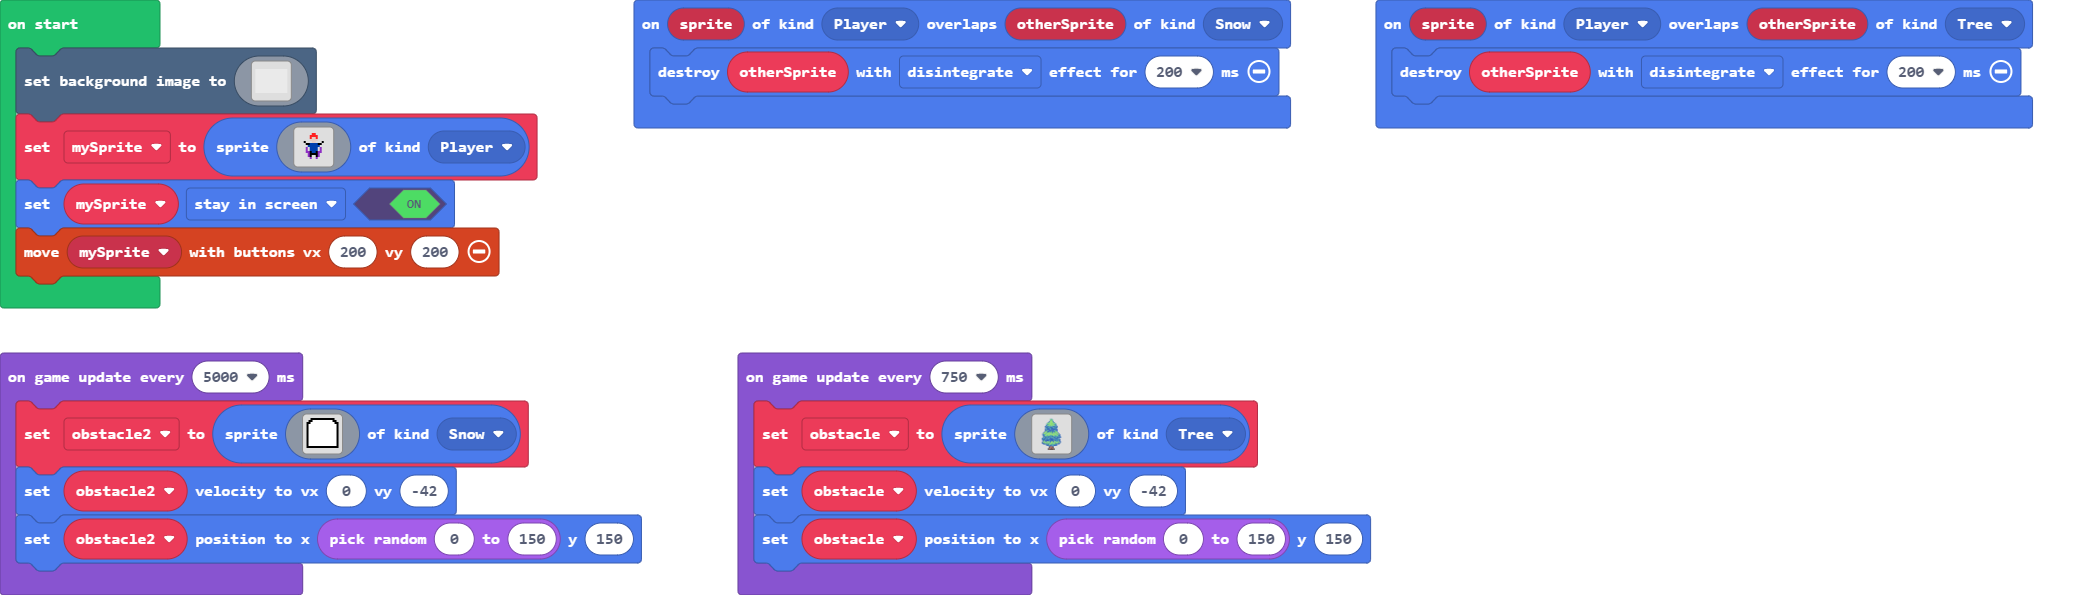 on start
set background image to
set mySprite to sprite of kind Player
set mySprite stay in screen ON
move mySprite with buttons vx 200 vy 200
on sprite of kind Player overlaps otherSprite of kind Snow
destroy otherSprite with disintegrate effect for 200 ms
on sprite of kind Player overlaps otherSprite of kind Tree
destroy otherSprite with disintegrate effect for 200 ms
on game update every 5000 ms
set obstacle2 to sprite of kind Snow
set obstacle2 velocity to vx 0 vy -42
set obstacle2 position to x pick random 0 to 150 y 150
on game update every 750 ms
set obstacle to sprite of kind Tree
set obstacle velocity to vx 0 vy -42
set obstacle position to x pick random 0 to 150 y 150